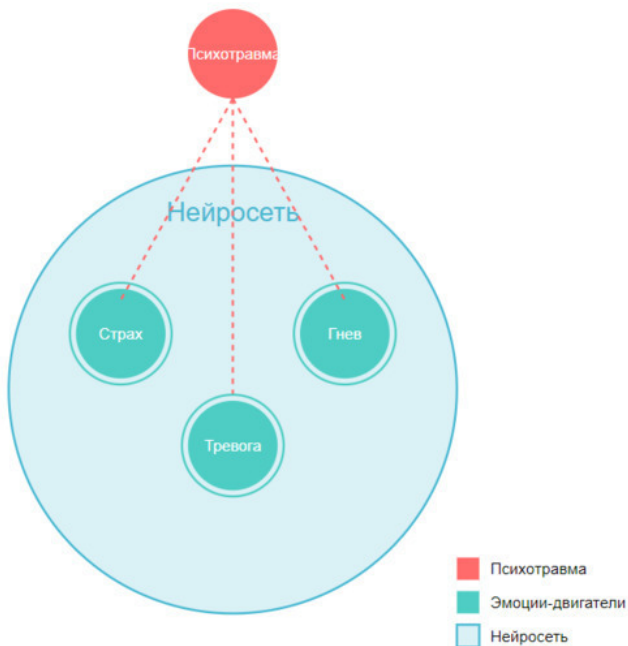 Психотравма
Нейросеть
Страх
Гнев
Тревога
Психотравма
Эмоции-двигатели
Нейросеть